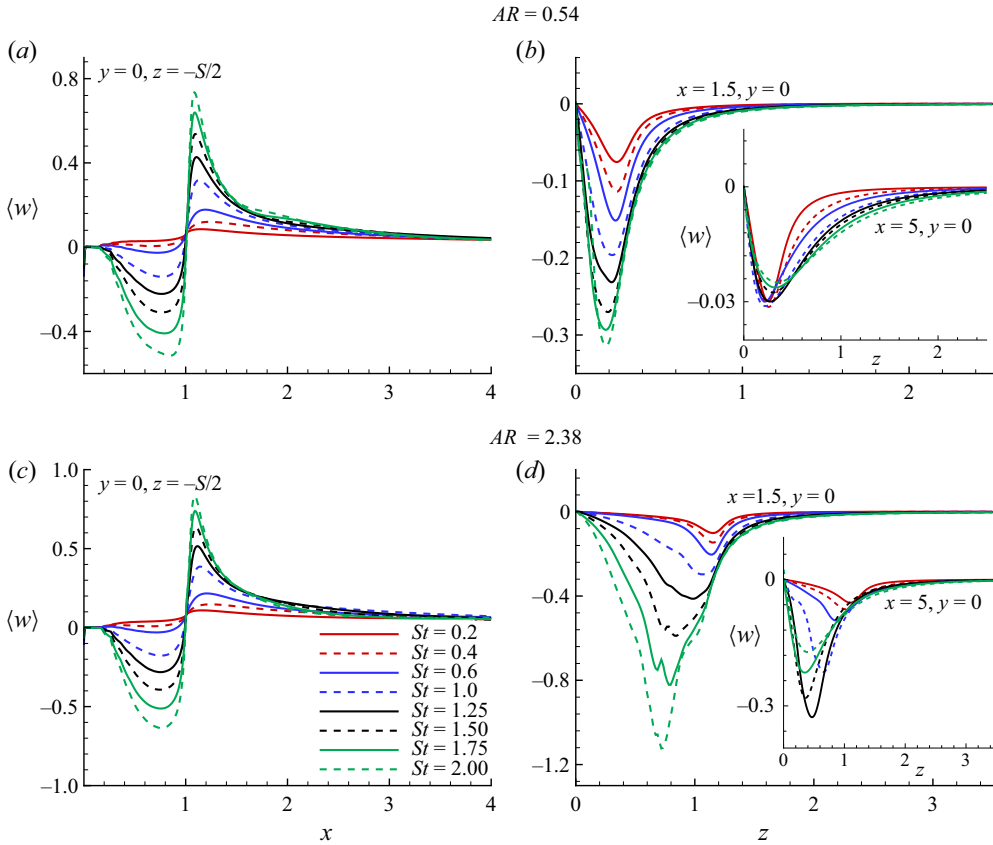 AR = 0.54
(a)
y = 0, z = –S/2
0.8
0.4
0
–0.4
⟨w⟩
1
2
3
4
(b)
x = 1.5, y = 0
0
–0.1
–0.2
–0.3
0
1
2
0
⟨w⟩
–0.03
x = 5, y = 0
0
1
2
z
AR = 2.38
(c)
y = 0, z = –S/2
1.0
0.5
0
–0.5
–1.0
⟨w⟩
St = 0.2
St = 0.4
St = 0.6
St = 1.0
St = 1.25
St = 1.50
St = 1.75
St = 2.00
1
2
3
4
x
(d)
x =1.5, y = 0
0
–0.4
–0.8
–1.2
0
1
2
3
z
0
⟨w⟩
–0.3
x = 5, y = 0
0
1
2
3
z